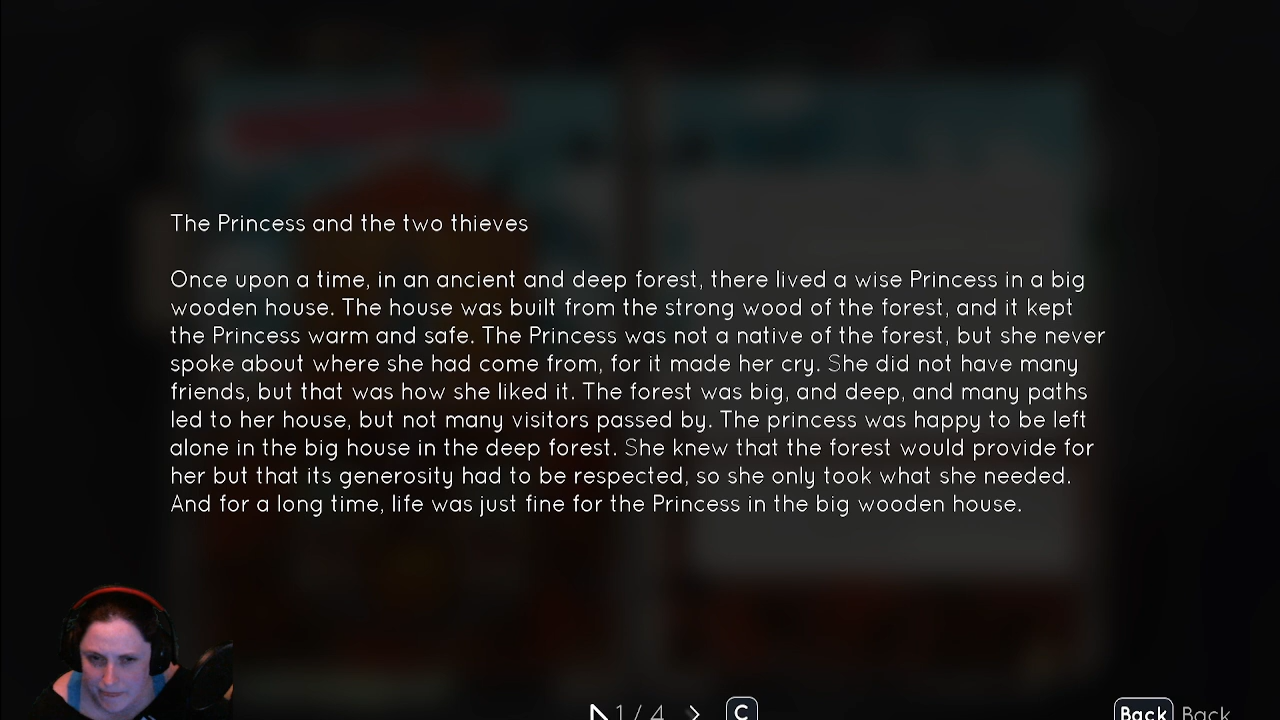 The Princess and the two thieves
Once upon a time, in an ancient and deep forest, there lived a wise Princess in a big
wooden house. The house was built from the strong wood of the forest, and it kept
the Princess warm and safe. The Princess was not a native of the forest, but she never
spoke about where she had come from, for it made her cry. She did not have many
friends, but that was how she liked it. The forest was big, and deep, and many paths
led to her house, but not many visitors passed by. The princess was happy to be left
alone in the big house in the deep forest. She knew that the forest would provide for
her but that its generosity had to be respected, so she only took what she needed.
And for a long time, life was just fine for the Princess in the big wooden house.
1 / 4 > C Back Back